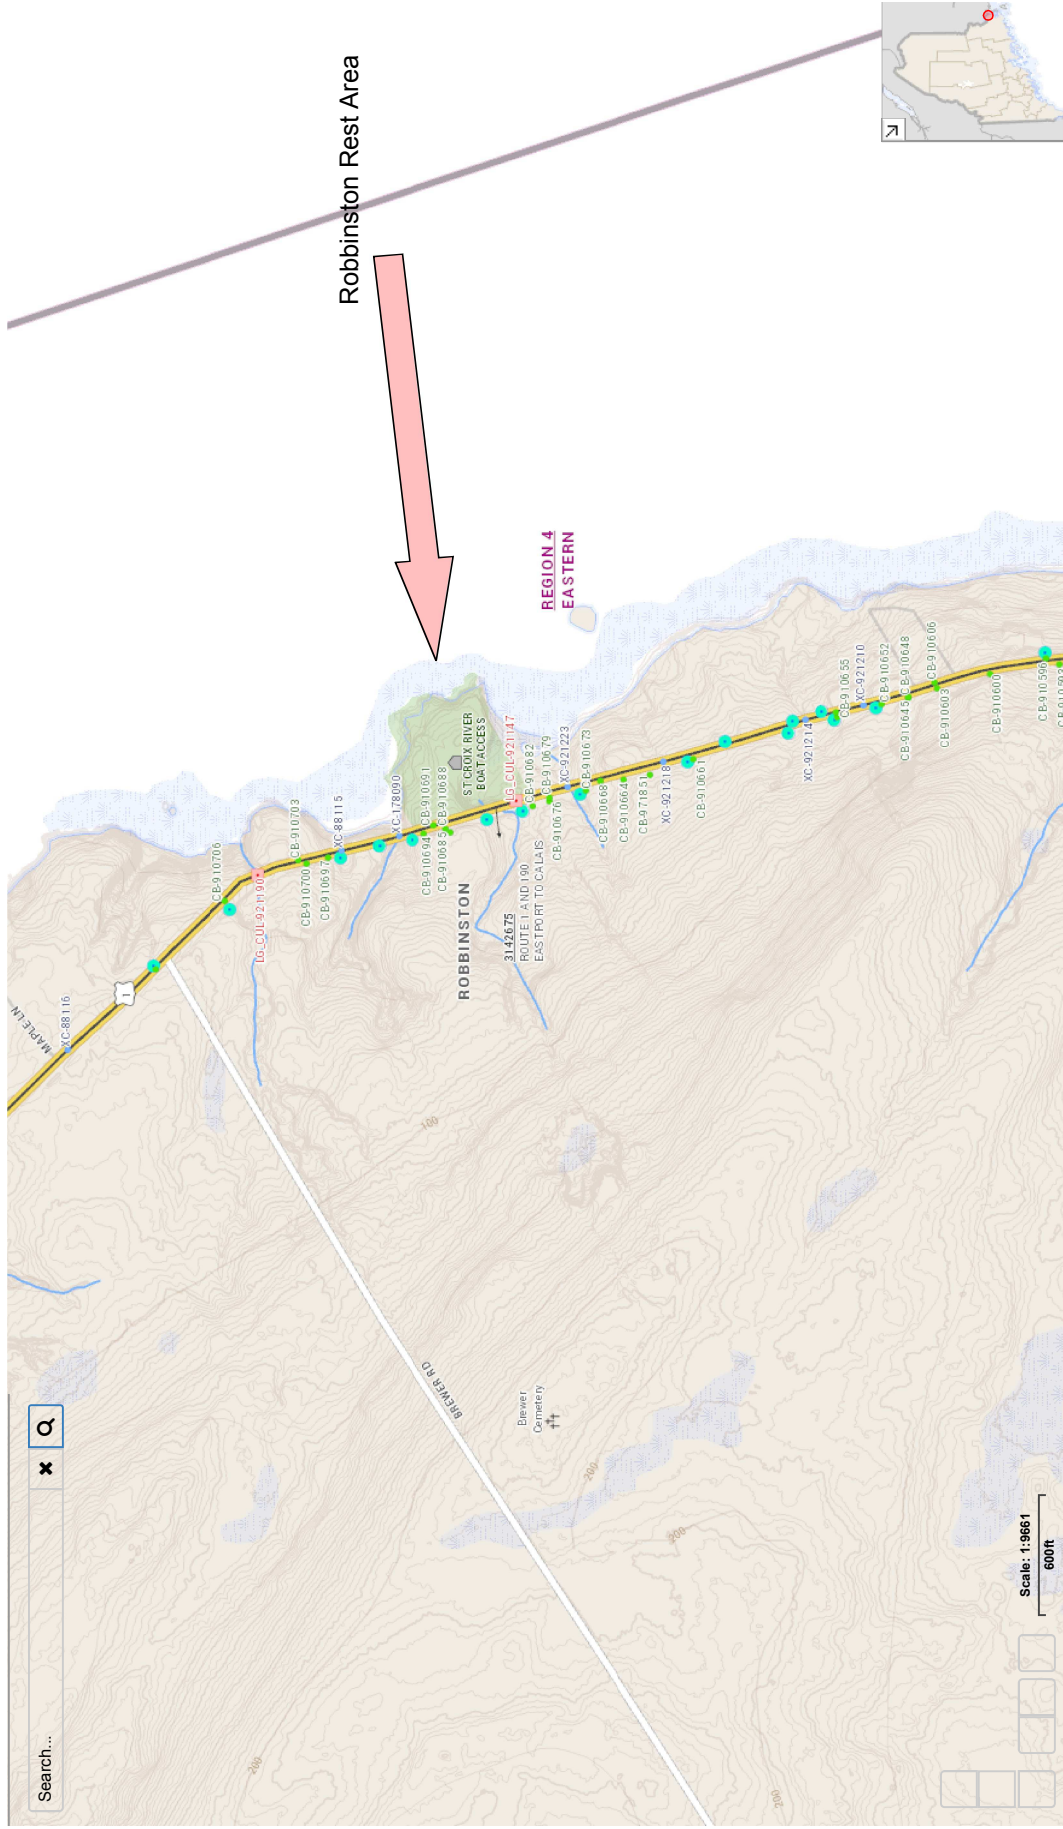 Search...
Robbinston Rest Area
MAPLE LN
XC-88116
1
CB-910706
LG_CUL-921190
CB-910703
CB-910700
CB-910697
XC-88115
XC-178090
CB-910691
CB-910694
CB-910688
CB-910685
ROBBINSTON
ST CROIX RIVER
BOAT ACCESS
LG_CUL-921147
3142675
ROUTE 1 AND 190
EASTPORT TO CALAIS
CB-910682
CB-910679
CB-910676
XC-921223
CB-910673
REGION 4
EASTERN
CB-910668
CB-910664
CB-971851
XC-921218
CB-910661
XC-921214
CB-910655
XC-921210
CB-910652
CB-910648
CB-910645
CB-910606
CB-910603
CB-910600
CB-910596
BREWER RD
Brewer
Cemetery
100
200
200
200
200
Scale: 1:9661
600ft